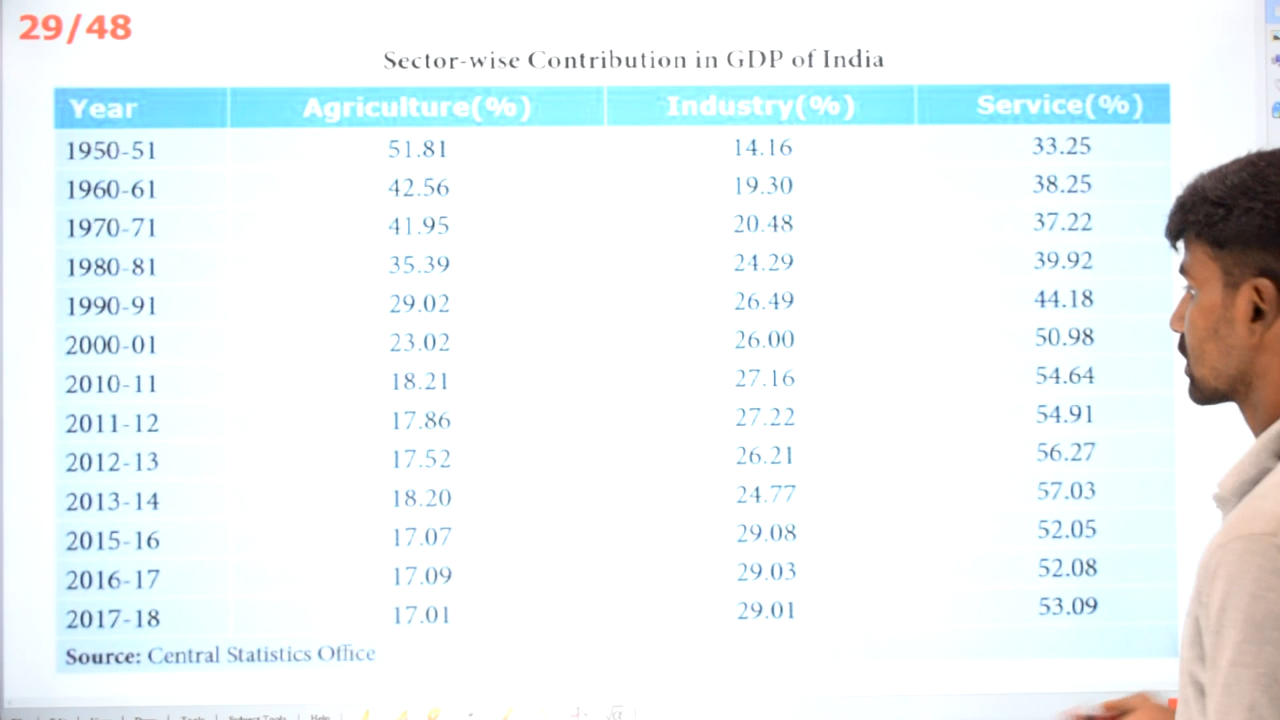 29/48
Sector-wise Contribution in GDP of India
Year Agriculture(%) Industry(%) Service(%)
1950-51 51.81 14.16 33.25
1960-61 42.56 19.30 38.25
1970-71 41.95 20.48 37.22
1980-81 35.39 24.29 39.92
1990-91 29.02 26.49 44.18
2000-01 23.02 26.00 50.98
2010-11 18.21 27.16 54.64
2011-12 17.86 27.22 54.91
2012-13 17.52 26.21 56.27
2013-14 18.20 24.77 57.03
2015-16 17.07 29.08 52.05
2016-17 17.09 29.03 52.08
2017-18 17.01 29.01 53.09
Source: Central Statistics Office